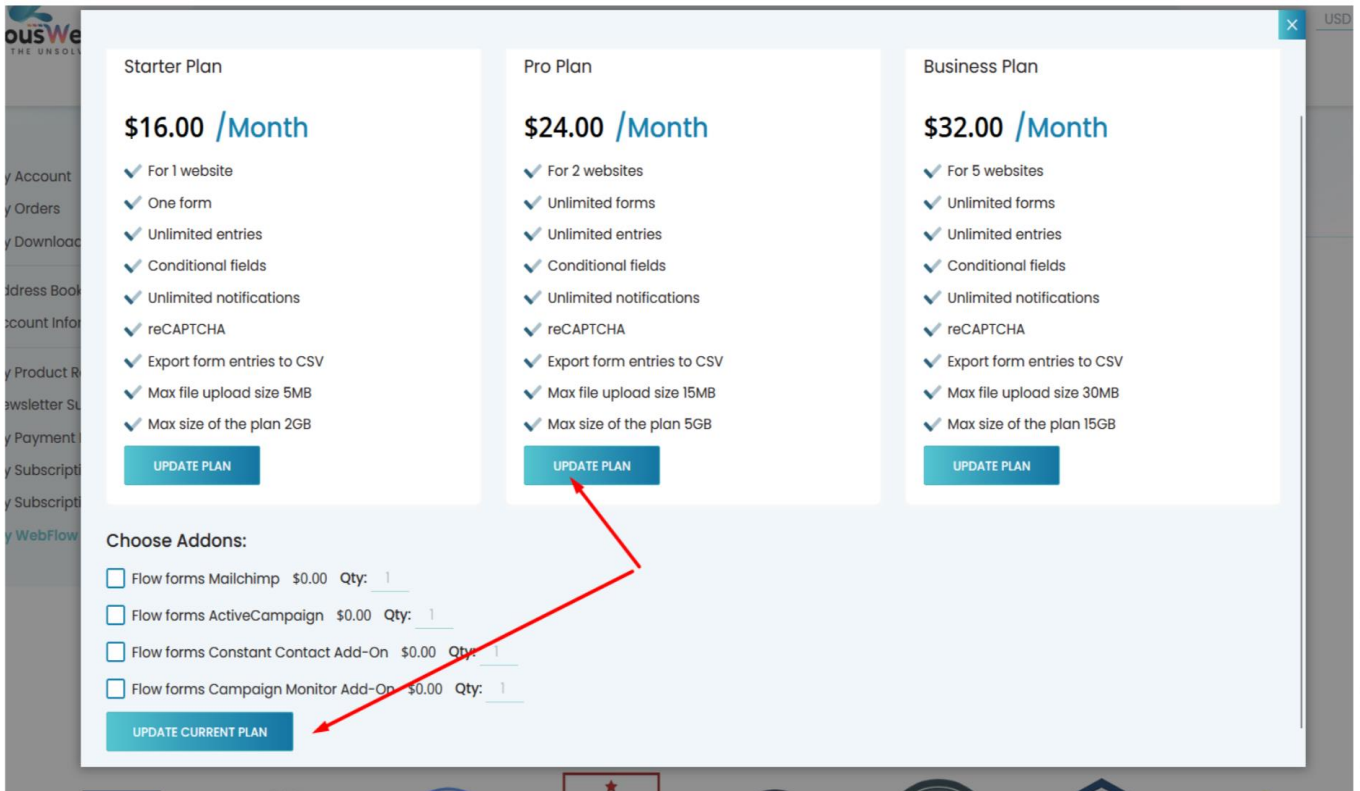 ousWe
THE UNSOLV
USD
Starter Plan
$16.00 /Month
For 1 website
One form
Unlimited entries
Conditional fields
Unlimited notifications
reCAPTCHA
Export form entries to CSV
Max file upload size 5MB
Max size of the plan 2GB
UPDATE PLAN
Pro Plan
$24.00 /Month
For 2 websites
Unlimited forms
Unlimited entries
Conditional fields
Unlimited notifications
reCAPTCHA
Export form entries to CSV
Max file upload size 15MB
Max size of the plan 5GB
UPDATE PLAN
Business Plan
$32.00 /Month
For 5 websites
Unlimited forms
Unlimited entries
Conditional fields
Unlimited notifications
reCAPTCHA
Export form entries to CSV
Max file upload size 30MB
Max size of the plan 15GB
UPDATE PLAN
y Account
y Orders
y Download
ddress Book
ccount Infor
y Product R
ewsletter Su
y Payment
y Subscripti
y Subscripti
y WebFlow
Choose Addons:
Flow forms Mailchimp $0.00 Qty: 1
Flow forms ActiveCampaign $0.00 Qty: 1
Flow forms Constant Contact Add-On $0.00 Qty: 1
Flow forms Campaign Monitor Add-On $0.00 Qty: 1
UPDATE CURRENT PLAN